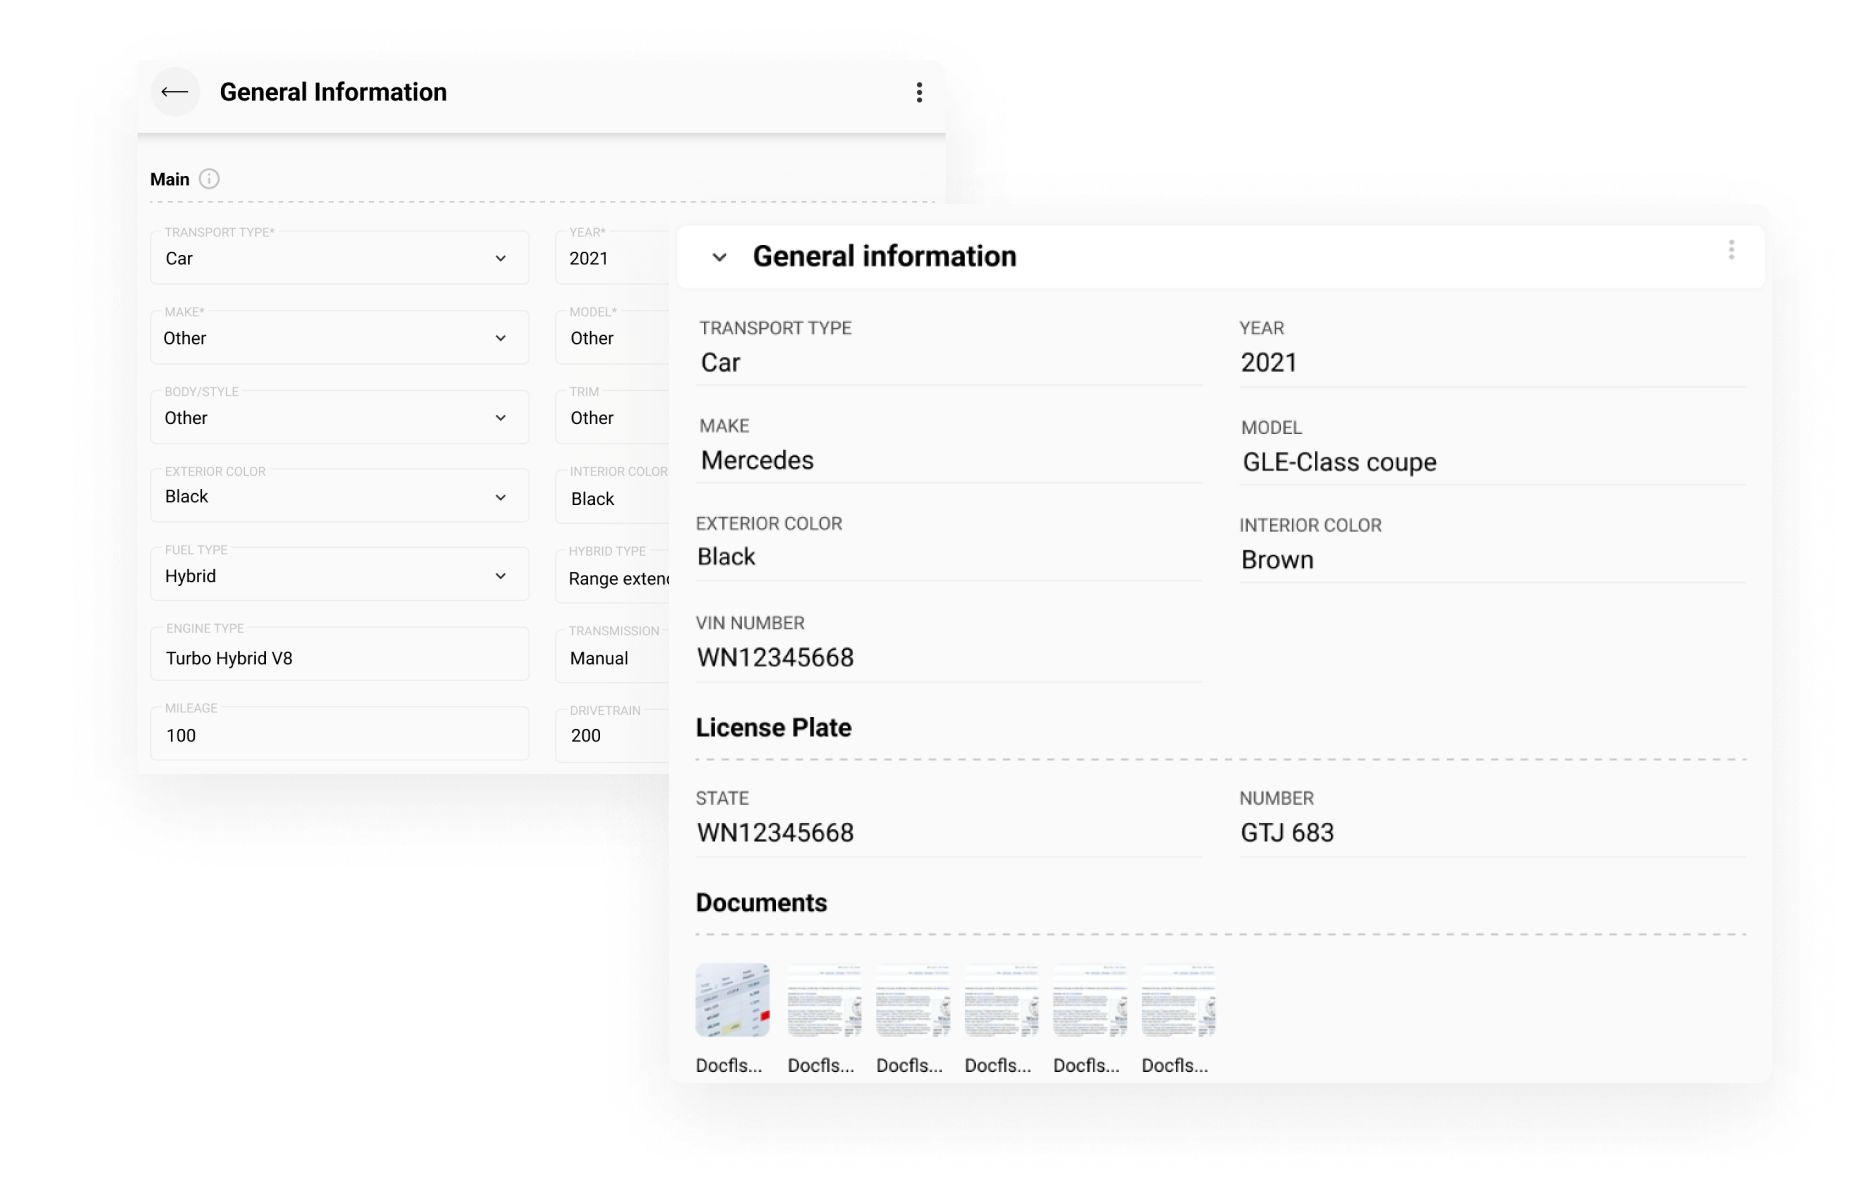 General Information
Main
TRANSPORT TYPE*
Car
YEAR*
2021
MAKE*
Other
MODEL*
Other
BODY/STYLE
Other
TRIM
Other
EXTERIOR COLOR
Black
INTERIOR COLOR
Black
FUEL TYPE
Hybrid
HYBRID TYPE
Range exten
ENGINE TYPE
Turbo Hybrid V8
TRANSMISSION
Manual
MILEAGE
100
DRIVETRAIN
200
General information
TRANSPORT TYPE
Car
YEAR
2021
MAKE
Mercedes
MODEL
GLE-Class coupe
EXTERIOR COLOR
Black
INTERIOR COLOR
Brown
VIN NUMBER
WN12345668
License Plate
STATE
WN12345668
NUMBER
GTJ 683
Documents
Docfls...
Docfls...
Docfls...
Docfls...
Docfls...
Docfls...